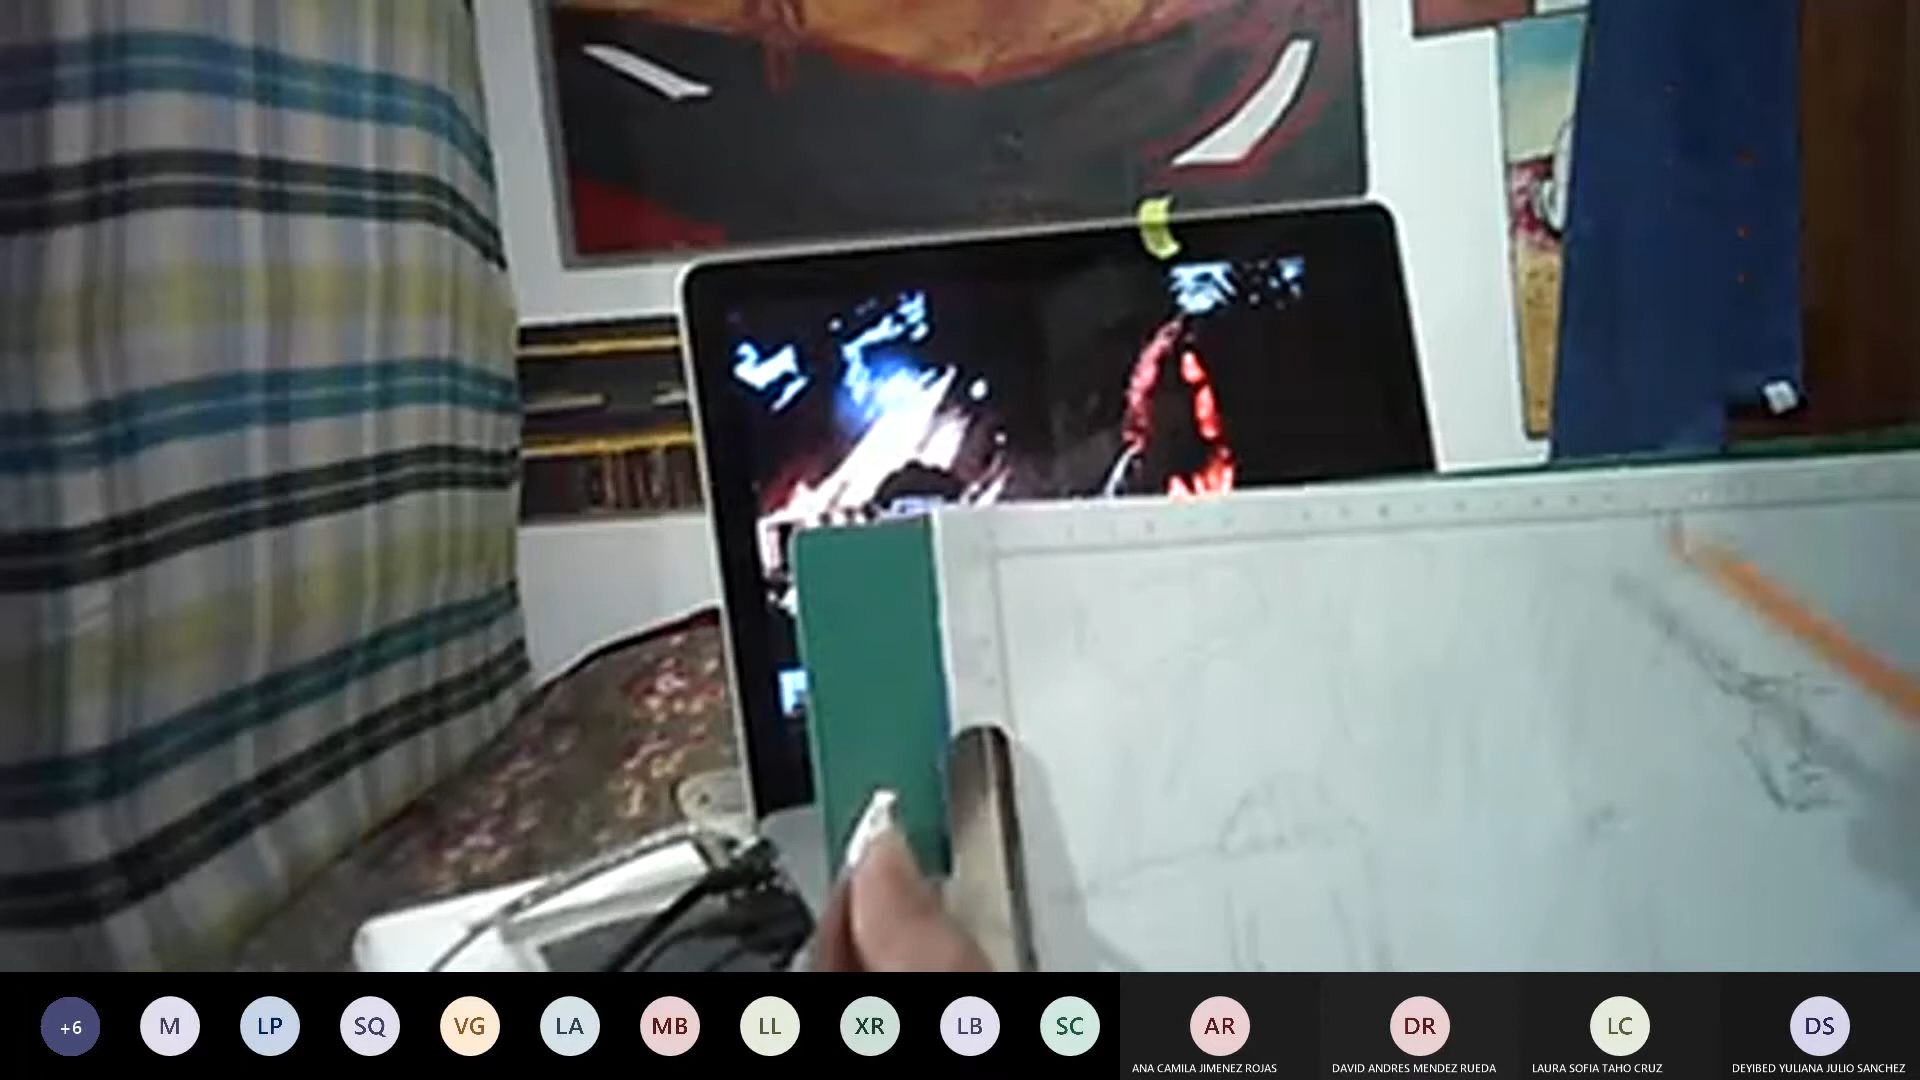 +6
M
LP
SQ
VG
LA
MB
LL
XR
LB
SC
AR
DR
LC
DS
ANA CAMILA JIMENEZ ROJAS
DAVID ANDRES MENDEZ RUEDA
LAURA SOFIA TAHO CRUZ
DEYIBED YULIANA JULIO SANCHEZ